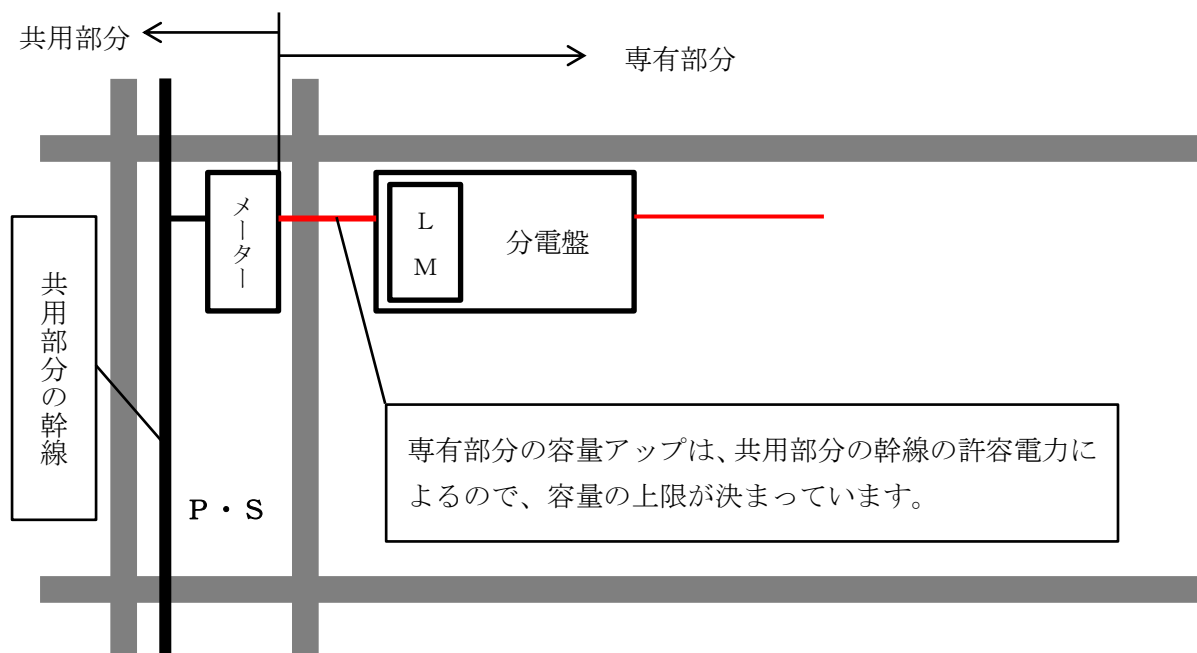 共用部分
専有部分
メーター
L
M
分電盤
共用部分の幹線
専有部分の容量アップは、共用部分の幹線の許容電力に
よるので、容量の上限が決まっています。
P・S